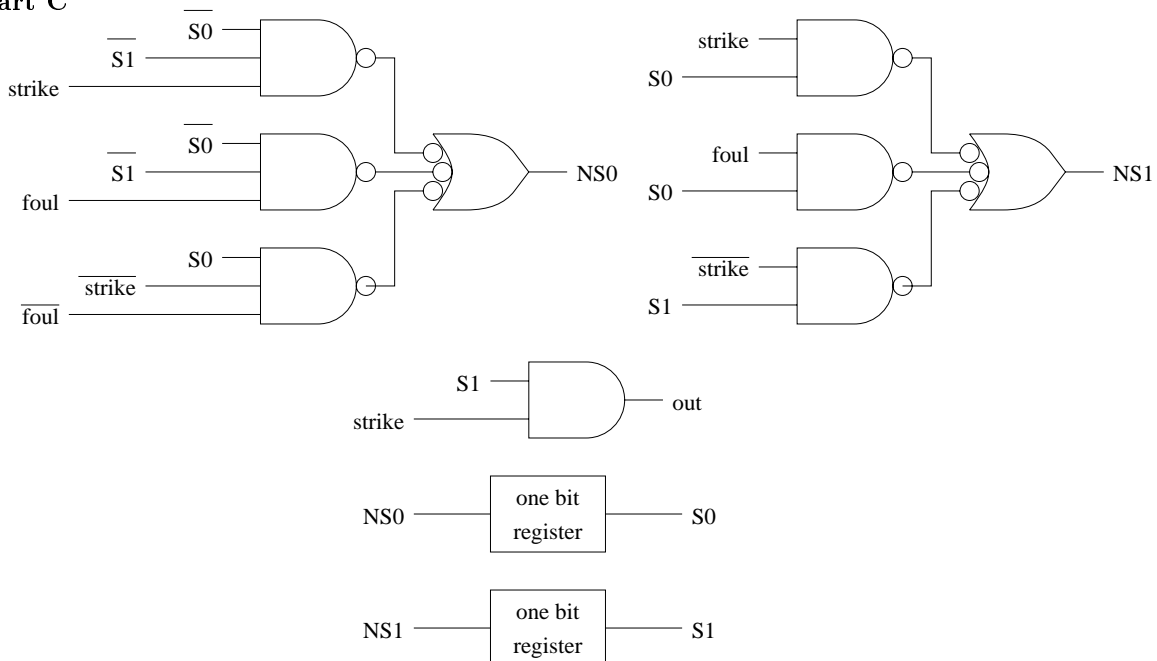 art C
S0
S1
strike
S0
S1
foul
NS0
S0
strike
foul
strike
S0
foul
S0
NS1
strike
S1
S1
strike
out
NS0
one bit
register
S0
NS1
one bit
register
S1